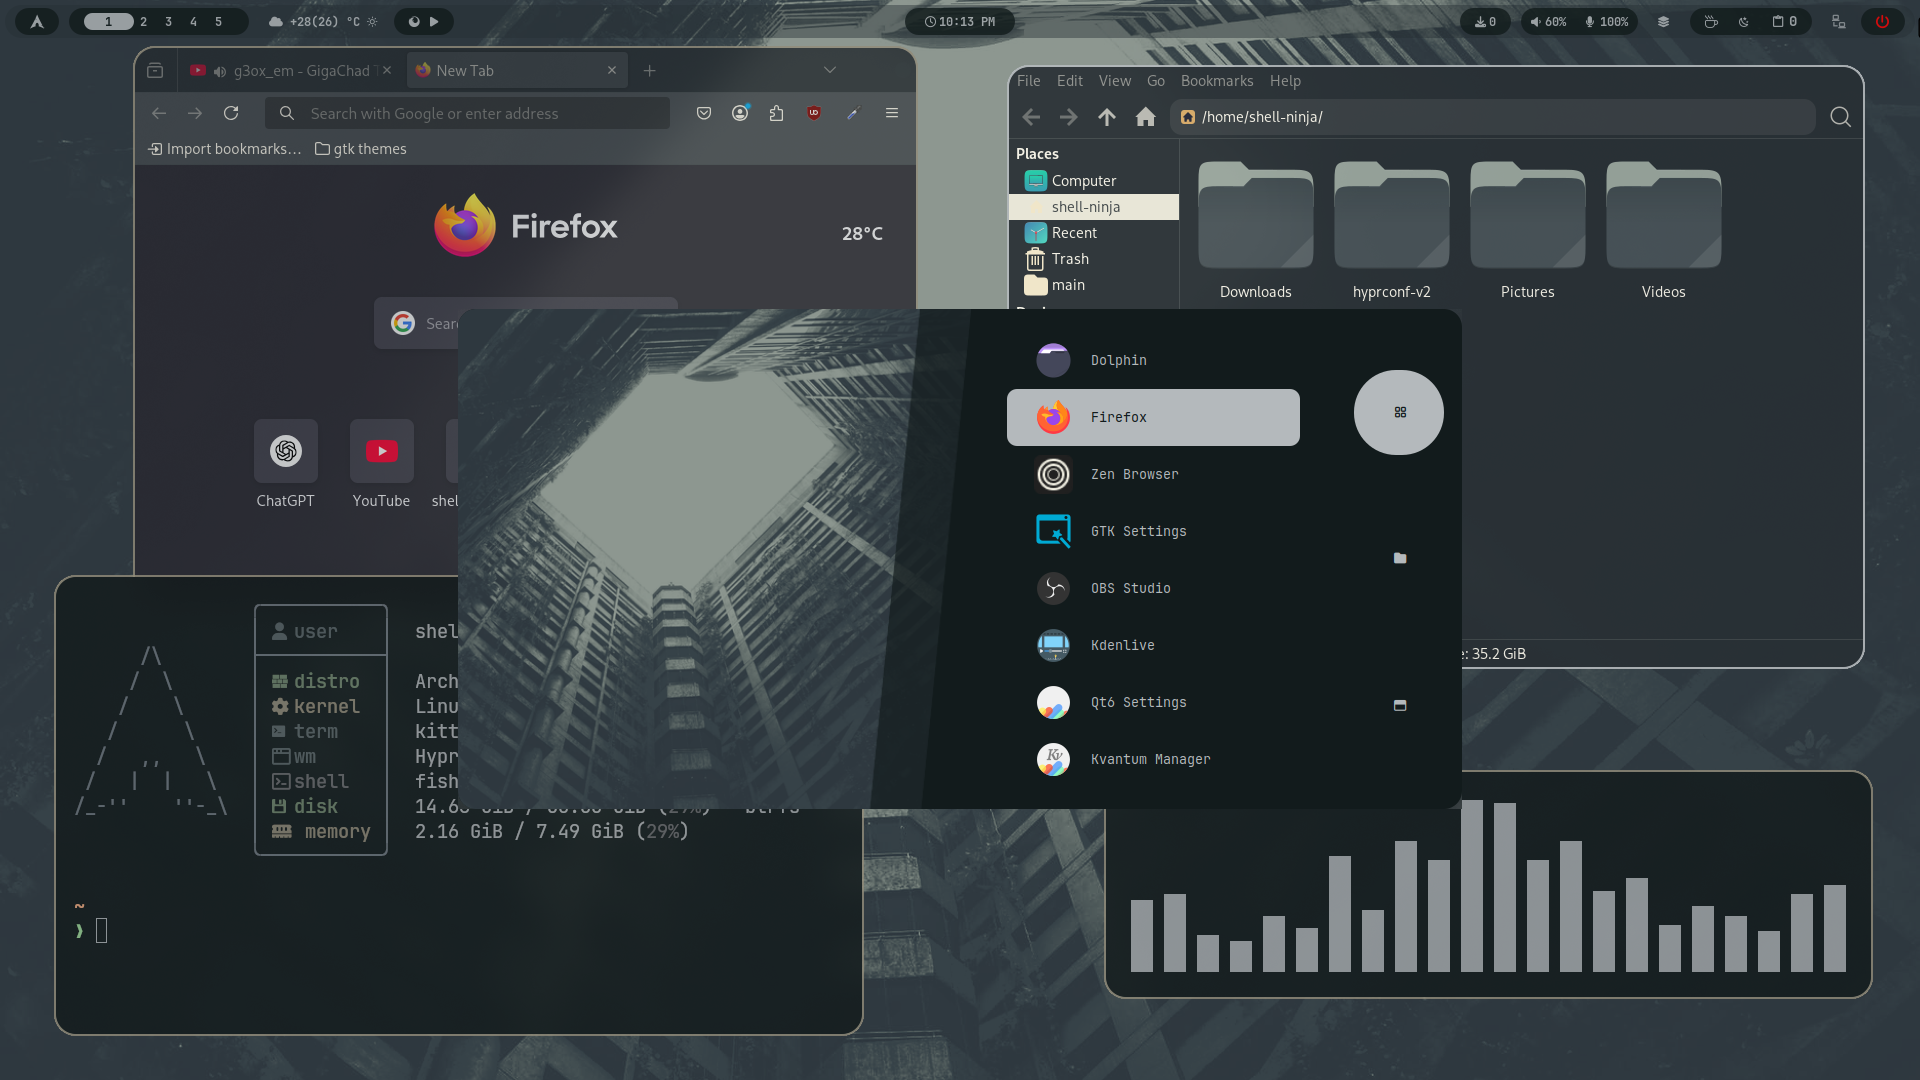 1 2 3 4 5
+28(26) °C
10:13 PM
0
60% 100%
0
g3ox_em - GigaChad
New Tab
Search with Google or enter address
Import bookmarks...
gtk themes
Firefox
28°C
Sear
ChatGPT
YouTube
shel
File Edit View Go Bookmarks Help
/home/shell-ninja/
Places
Computer
shell-ninja
Recent
Trash
main
Downloads
hyprconf-v2
Pictures
Videos
e: 35.2 GiB
Dolphin
Firefox
Zen Browser
GTK Settings
OBS Studio
Kdenlive
Qt6 Settings
Kvantum Manager
user shel
distro Arch
kernel Linu
term kitt
wm Hypr
shell fish
disk
memory 2.16 GiB / 7.49 GiB (29%)
~
❯